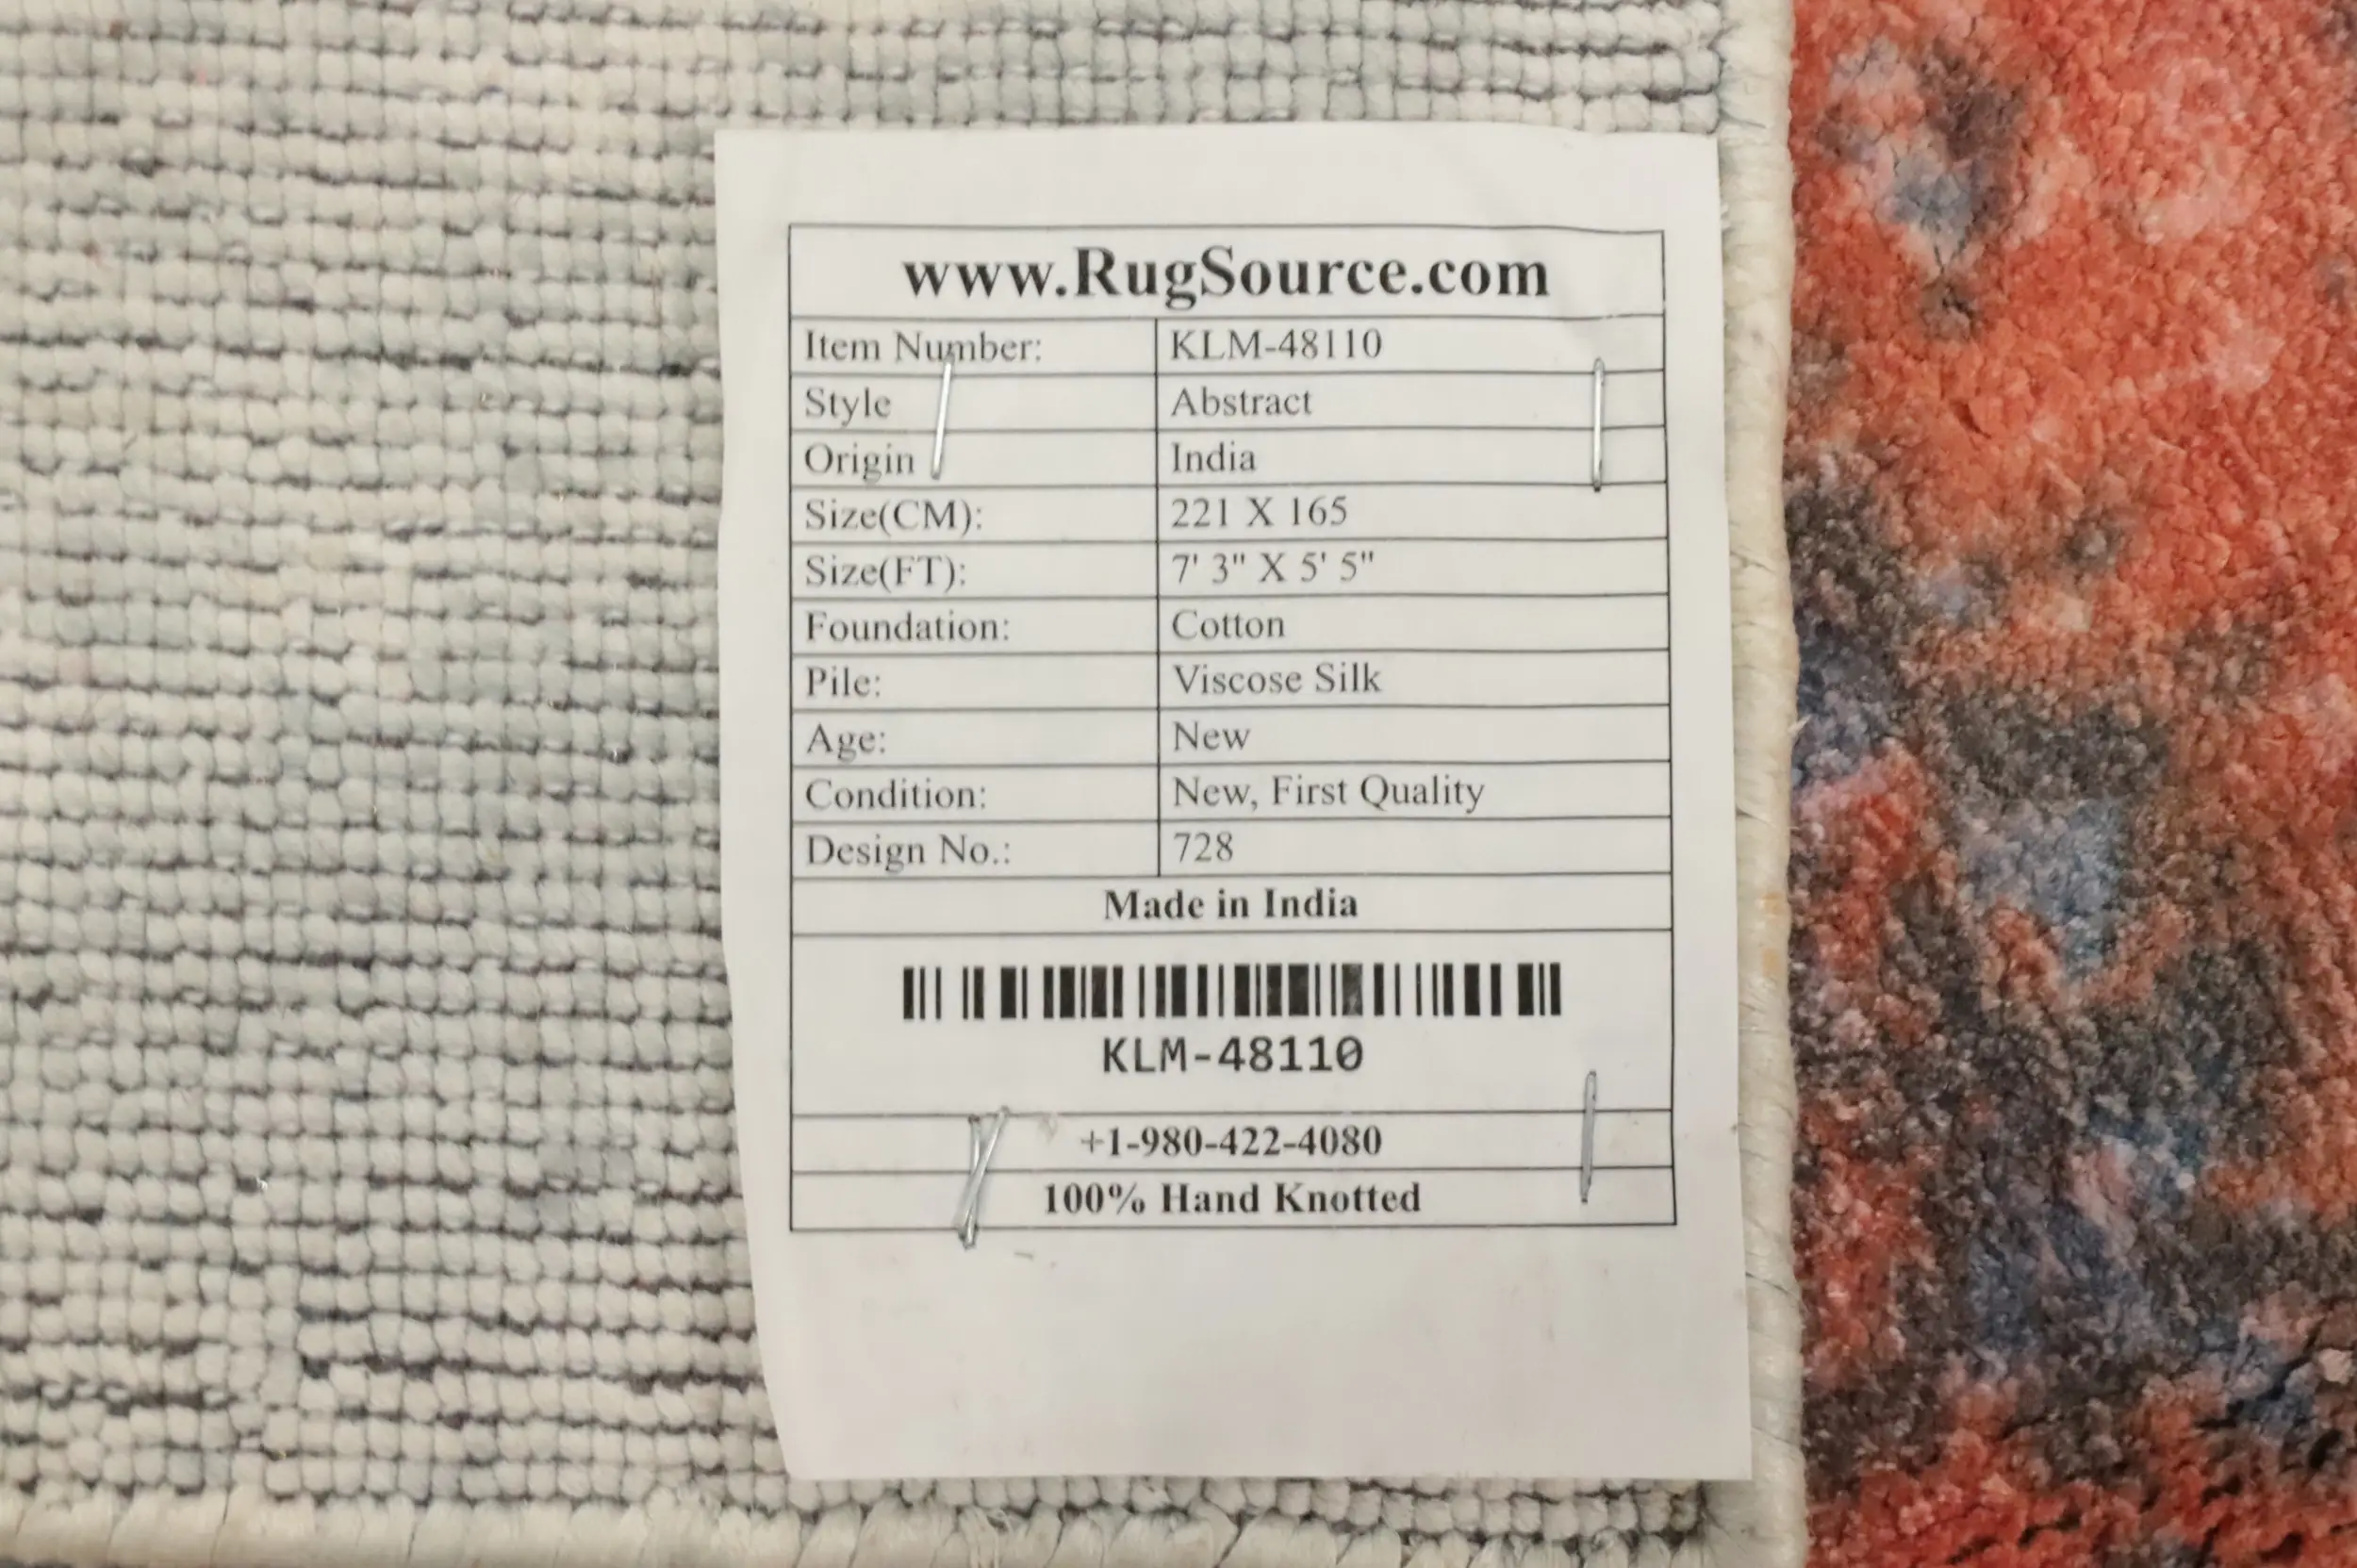 www.RugSource.com
Item Number: KLM-48110
Style Abstract
Origin India
Size(CM): 221 X 165
Size(FT): 7' 3" X 5' 5"
Foundation: Cotton
Pile: Viscose Silk
Age: New
Condition: New, First Quality
Design No.: 728
Made in India
KLM-48110
+1-980-422-4080
100% Hand Knotted